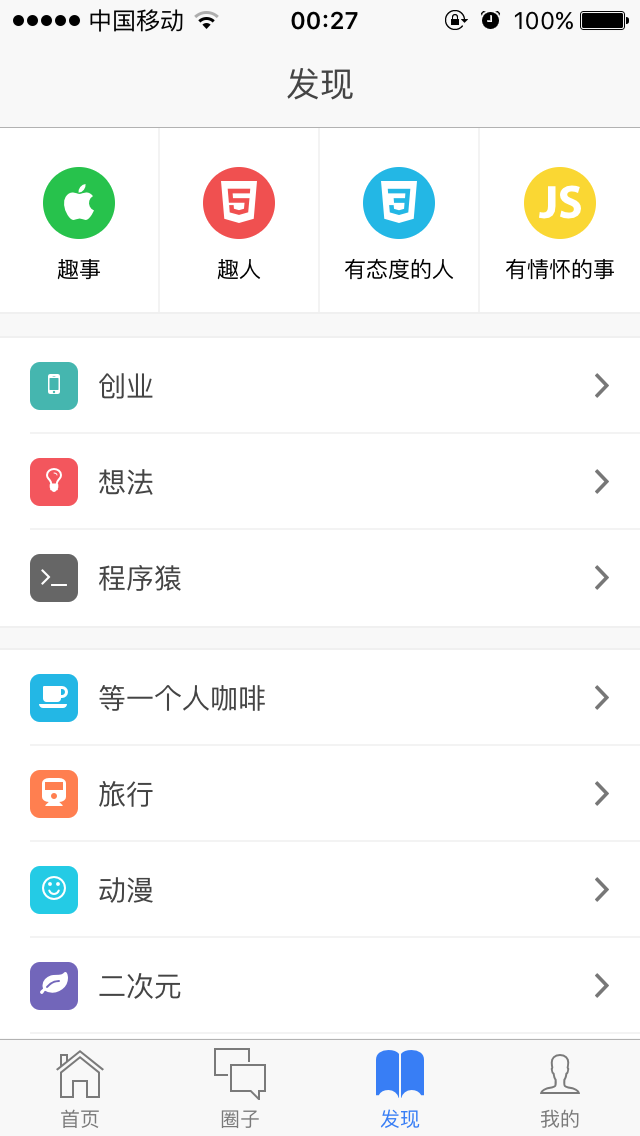 中国移动 00:27 100%
发现
JS
趣事 趣人 有态度的人 有情怀的事
创业
想法
程序猿
等一个人咖啡
旅行
动漫
二次元
首页 圈子 发现 我的